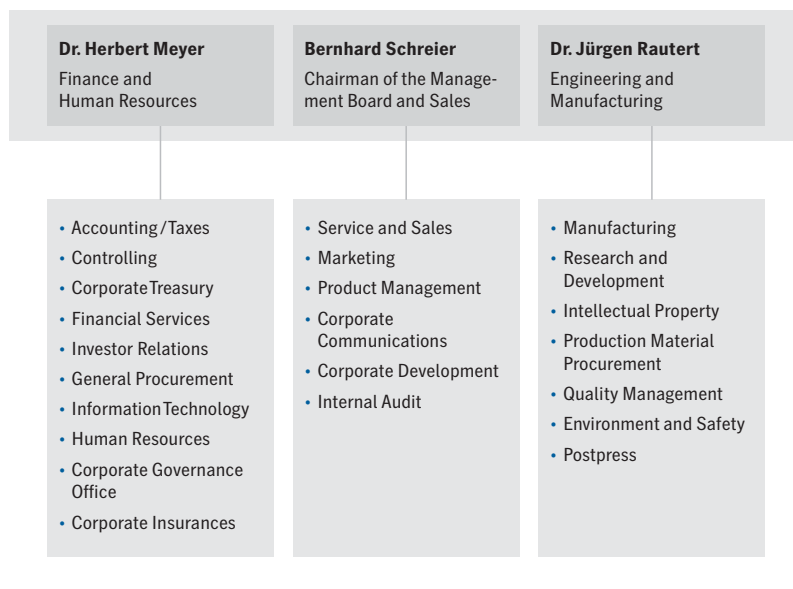 Dr. Herbert Meyer
Finance and
Human Resources
Bernhard Schreier
Chairman of the Manage-
ment Board and Sales
Dr. Jürgen Rautert
Engineering and
Manufacturing
• Accounting/Taxes
• Controlling
• Corporate Treasury
• Financial Services
• Investor Relations
• General Procurement
• Information Technology
• Human Resources
• Corporate Governance
Office
• Corporate Insurances
• Service and Sales
• Marketing
• Product Management
• Corporate
Communications
• Corporate Development
• Internal Audit
• Manufacturing
• Research and
Development
• Intellectual Property
• Production Material
Procurement
• Quality Management
• Environment and Safety
• Postpress